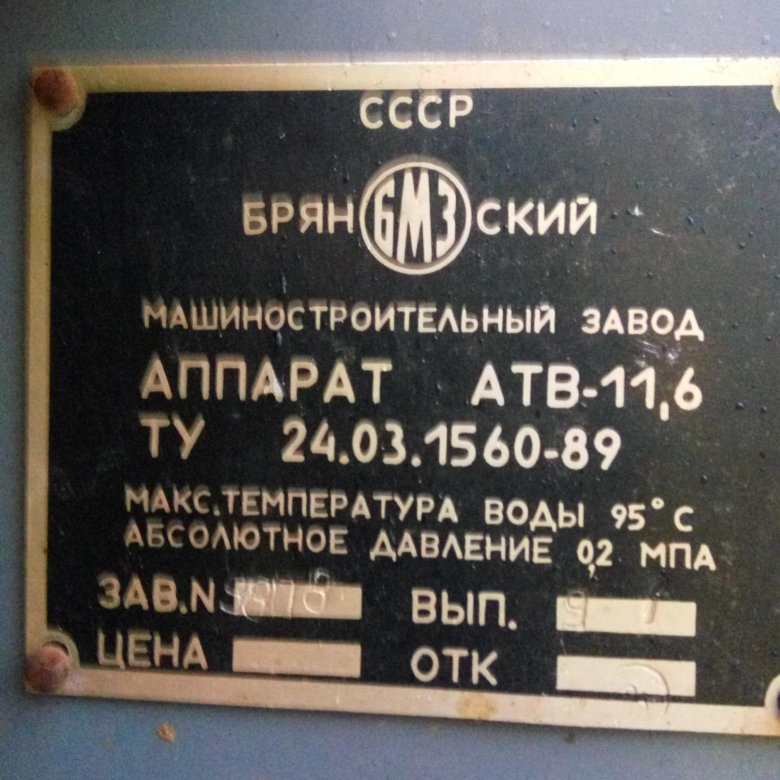 СССР
БРЯН БМЗ СКИЙ
МАШИНОСТРОИТЕЛЬНЫЙ ЗАВОД
АППАРАТ АТВ-11,6
ТУ 24.03.1560-89
МАКС.ТЕМПЕРАТУРА ВОДЫ 95°С
АБСОЛЮТНОЕ ДАВЛЕНИЕ 0,2 МПА
ЗАВ.N ВЫП.
ЦЕНА ОТК